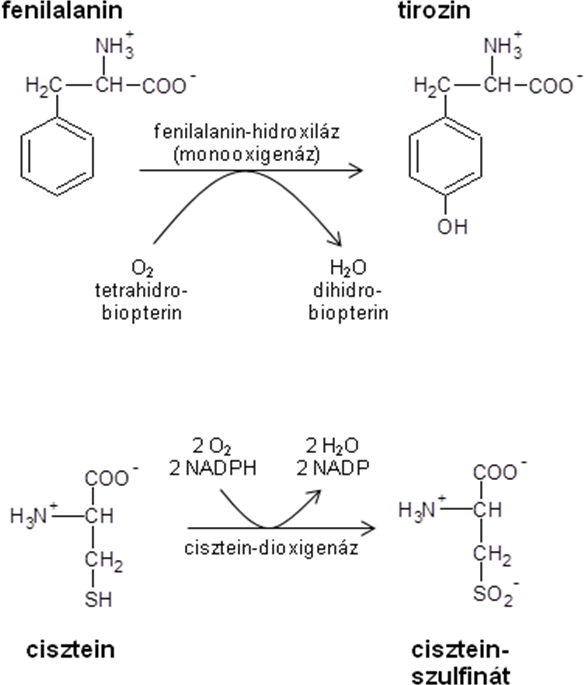 fenilalanin
NH₃⁺
H₂C CH COO⁻
tirozin
NH₃⁺
H₂C CH COO⁻
OH
fenilalanin-hidroxiláz
(monooxigenáz)
O₂
tetrahidro-
biopterin
H₂O
dihidro-
biopterin
COO⁻
H₃N⁺ CH
CH₂
SH
cisztein
2 O₂
2 NADPH
2 H₂O
2 NADP
cisztein-dioxigenáz
COO⁻
H₃N⁺ CH
CH₂
SO₂⁻
cisztein-
szulfinát